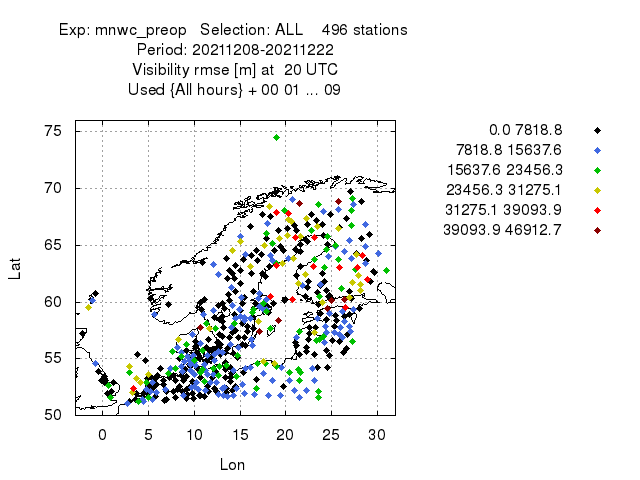 Exp: mnwc_preop   Selection: ALL    496 stations
Period: 20211208-20211222
Visibility rmse [m] at  20 UTC
Used {All hours} + 00 01 ... 09
0.0 7818.8
7818.8 15637.6
15637.6 23456.3
23456.3 31275.1
31275.1 39093.9
39093.9 46912.7
75
70
65
60
55
50
Lat
0 5 10 15 20 25 30
Lon